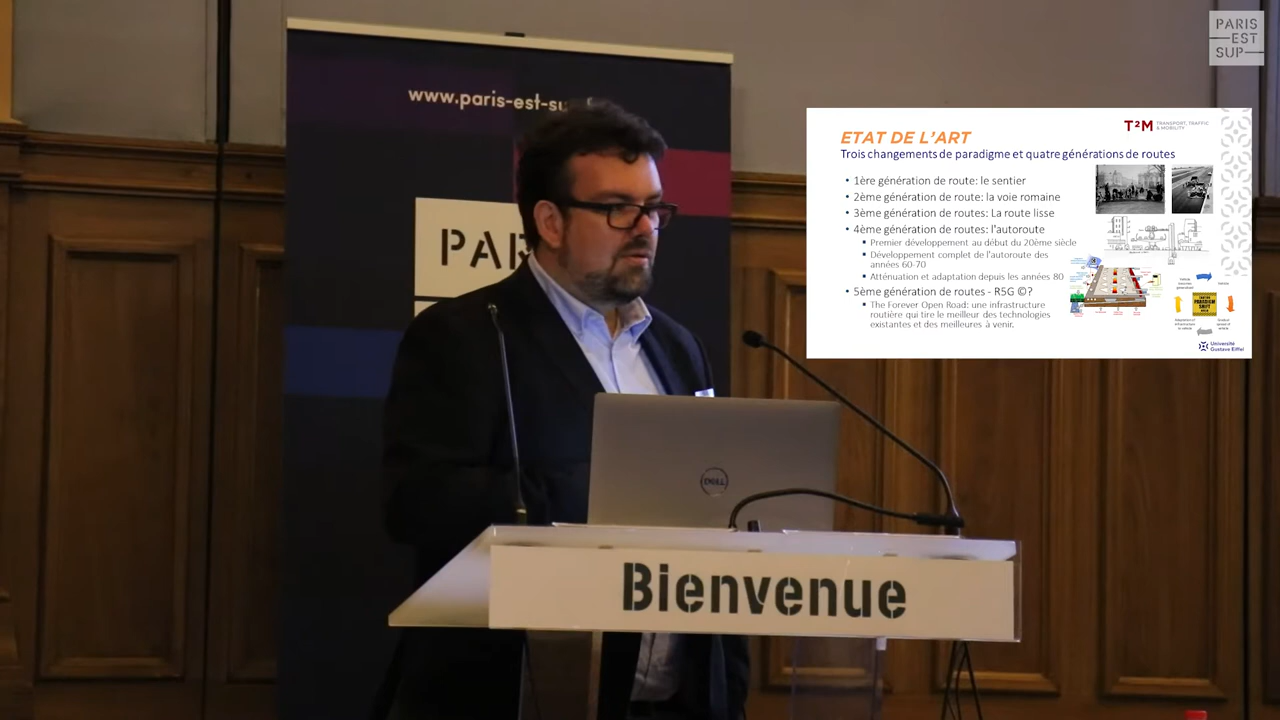 PARIS
EST
SUP
www.paris-est-su
PAR
DELL
Bienvenue
T²M TRANSPORT, TRAFFIC
& MOBILITY
ETAT DE L'ART
Trois changements de paradigme et quatre générations de routes
• 1ère génération de route: le sentier
• 2ème génération de route: la voie romaine
• 3ème génération de routes: La route lisse
• 4ème génération de routes: l'autoroute
▪ Premier développement au début du 20ème siècle
▪ Développement complet de l'autoroute des
années 60-70
▪ Atténuation et adaptation depuis les années 80
• 5ème génération de routes - R5G ©?
▪ The Forever Open Road: une infrastructure
routière qui tire le meilleur des technologies
existantes et des meilleures à venir.
PARADIGM
SHIFT
Université
Gustave Eiffel